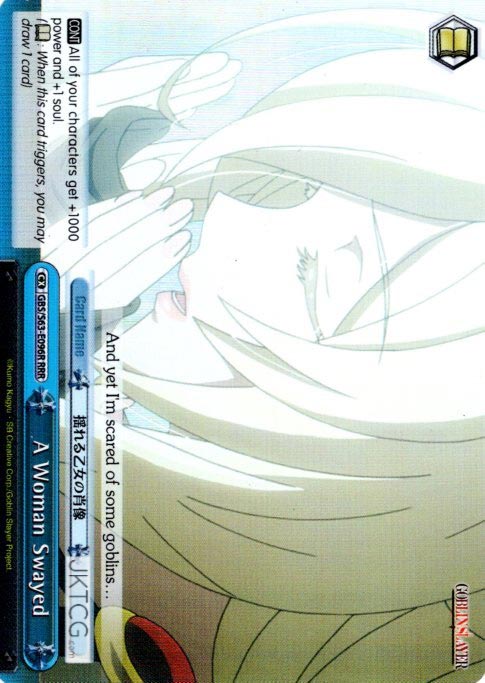 CONT All of your characters get +1000
power and +1 soul.
( : When this card triggers, you may
draw 1 card)
And yet I'm scared of some goblins...
Card Name
揺れる乙女の肖像
JKTCG.com
CX GBS/S63-E096R RRR
A Woman Swayed
©Kumo Kagyu・SB Creative Corp./Goblin Slayer Project.
GOBLIN SLAYER